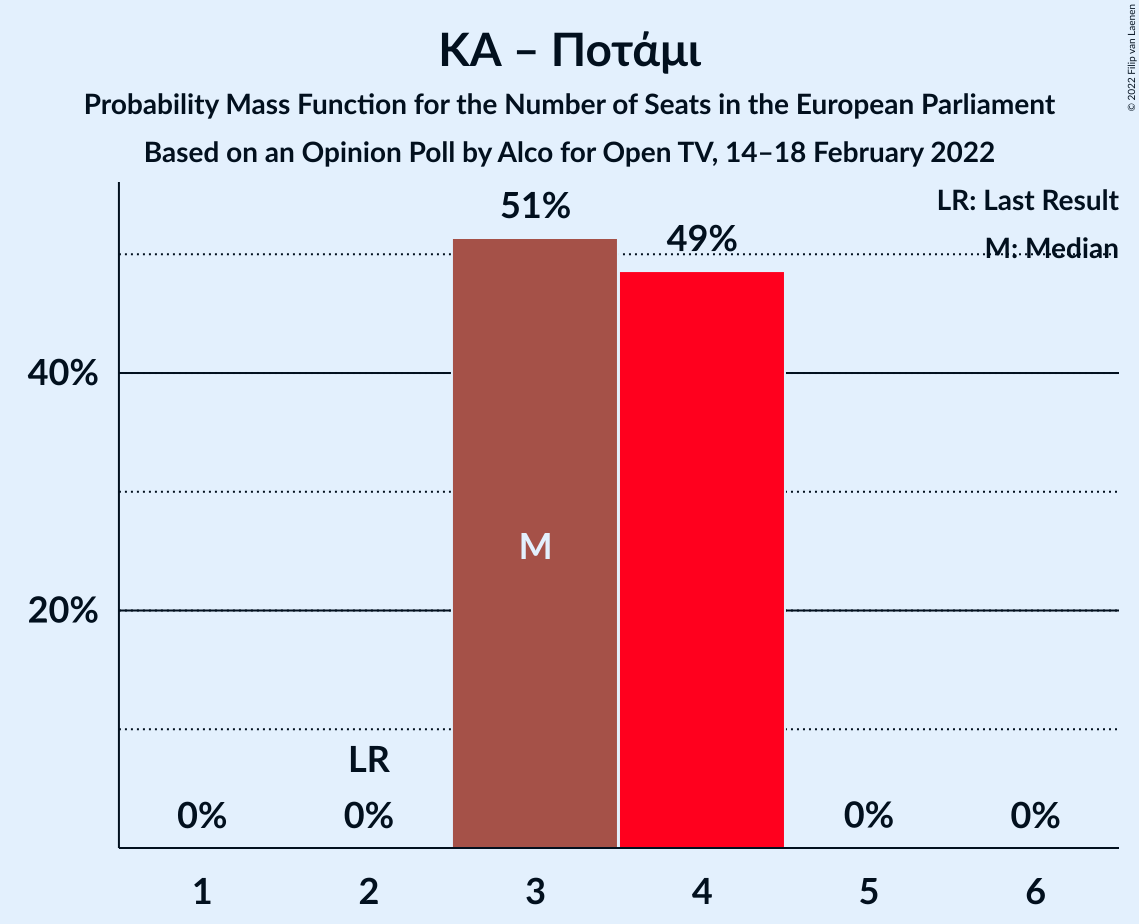 ΚΑ – Ποτάμι
Probability Mass Function for the Number of Seats in the European Parliament
Based on an Opinion Poll by Alco for Open TV, 14–18 February 2022
© 2022 Filip van Laenen
LR: Last Result
M: Median
51%
49%
40%
M
20%
LR
0%
0%
0%
0%
1
2
3
4
5
6